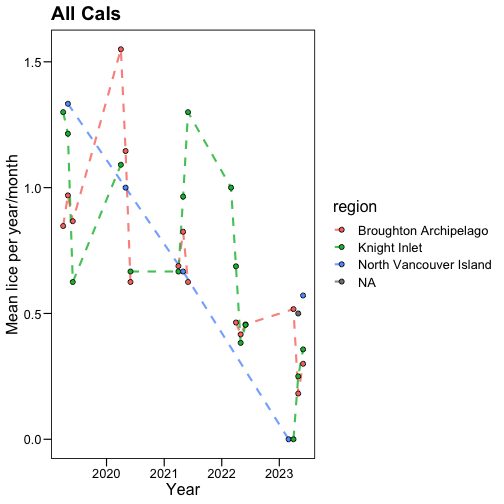 All Cals
Mean lice per year/month
1.5
1.0
0.5
0.0
2020 2021 2022 2023
Year
region
Broughton Archipelago
Knight Inlet
North Vancouver Island
NA